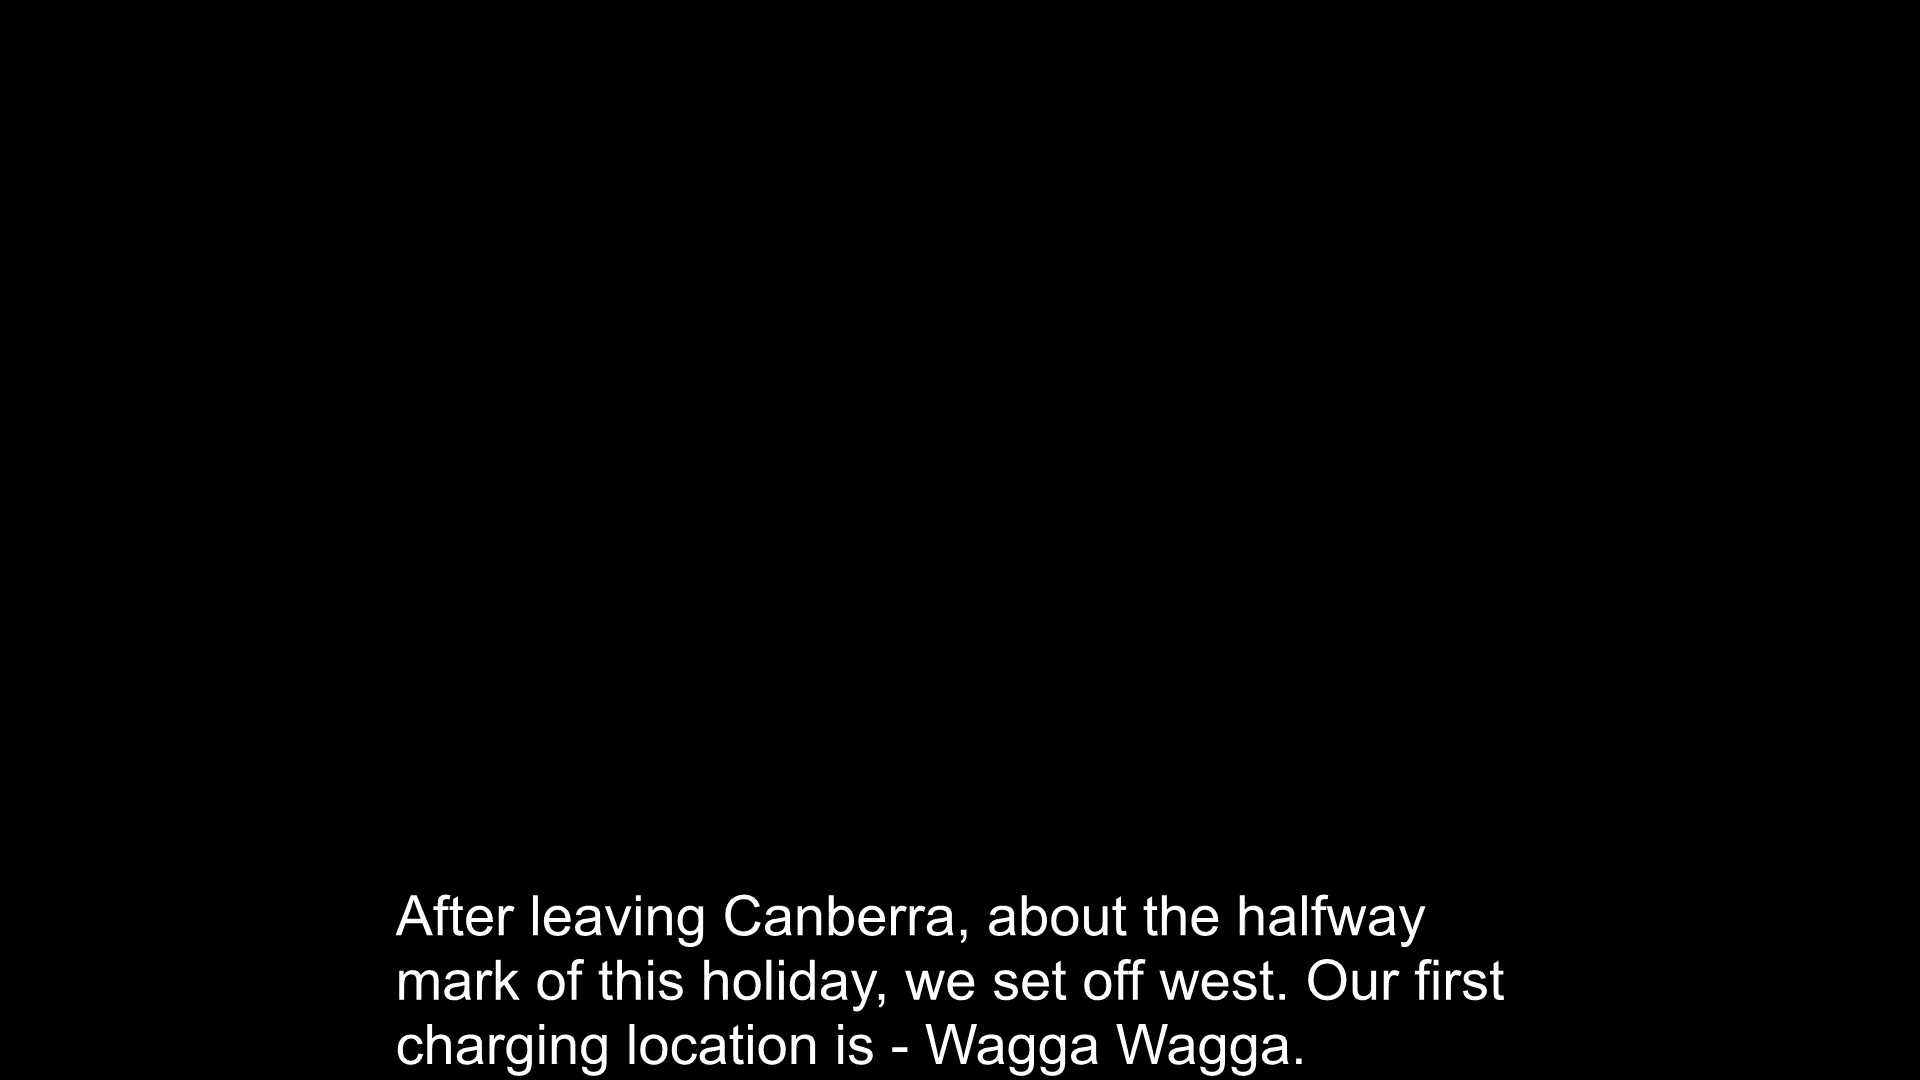 After leaving Canberra, about the halfway
mark of this holiday, we set off west. Our first
charging location is - Wagga Wagga.